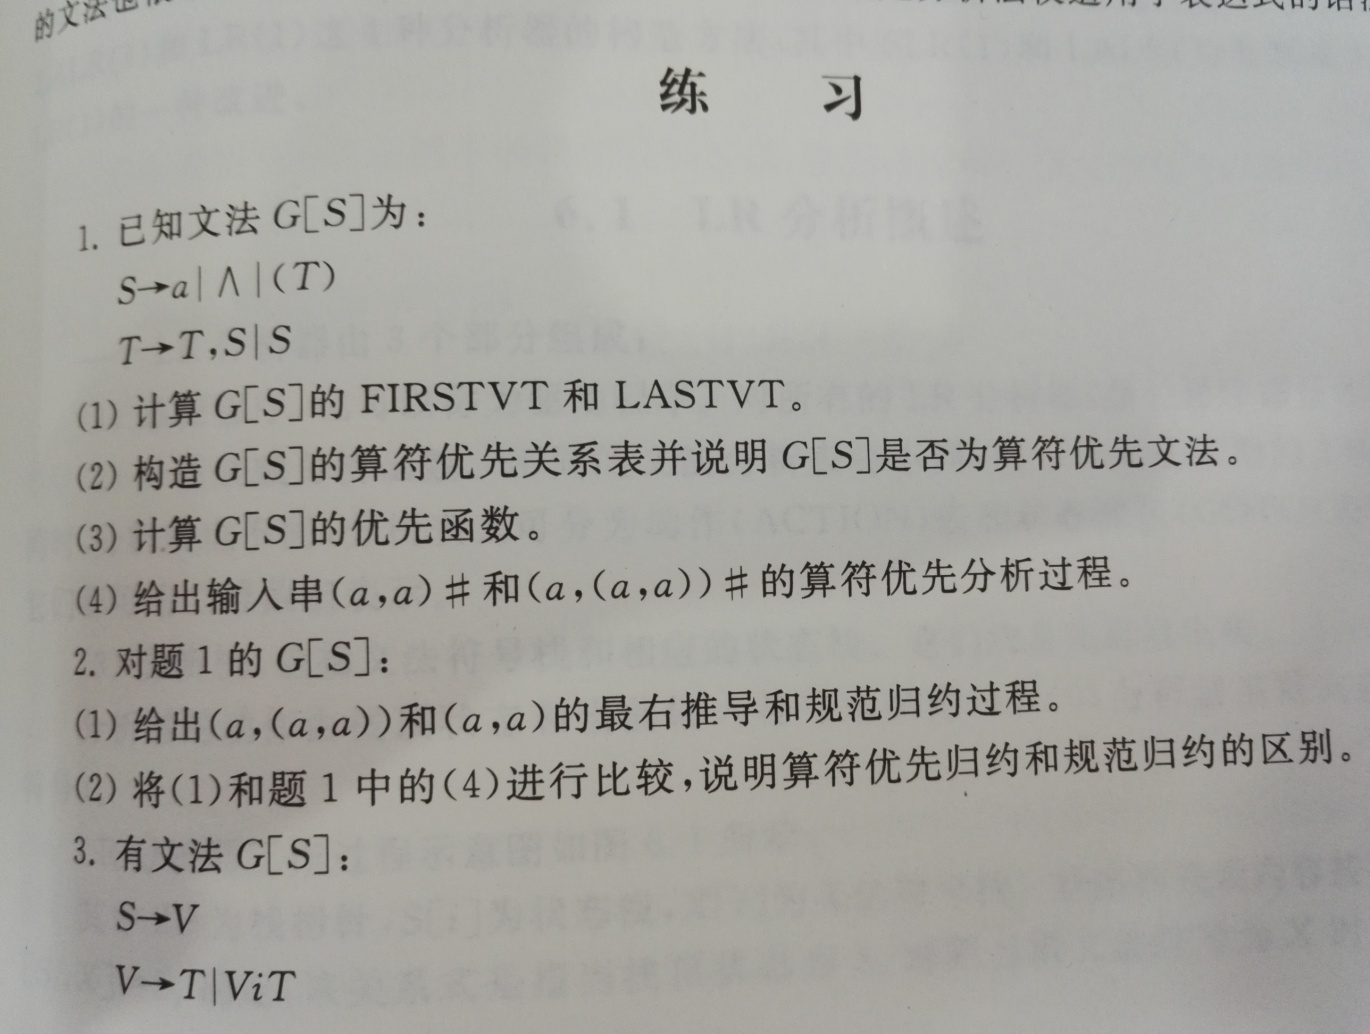 的文法也
练 习
1. 已知文法 G[S]为：
S→a|∧|(T)
T→T,S|S
(1) 计算 G[S]的 FIRSTVT 和 LASTVT。
(2) 构造 G[S]的算符优先关系表并说明 G[S]是否为算符优先文法。
(3) 计算 G[S]的优先函数。
(4) 给出输入串(a,a)#和(a,(a,a))#的算符优先分析过程。
2. 对题 1 的 G[S]：
(1) 给出(a,(a,a))和(a,a)的最右推导和规范归约过程。
(2) 将(1)和题 1 中的(4)进行比较,说明算符优先归约和规范归约的区别。
3. 有文法 G[S]：
S→V
V→T|ViT